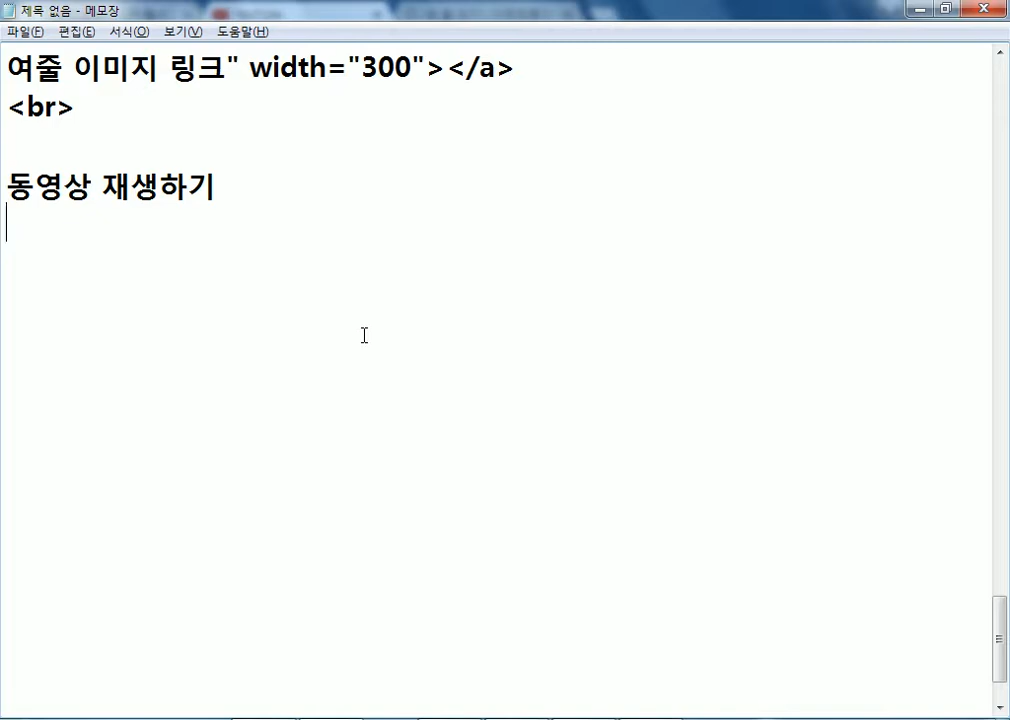 제목 없음 - 메모장
파일(F) 편집(E) 서식(O) 보기(V) 도움말(H)
여줄 이미지 링크" width="300"></a>
<br>
동영상 재생하기